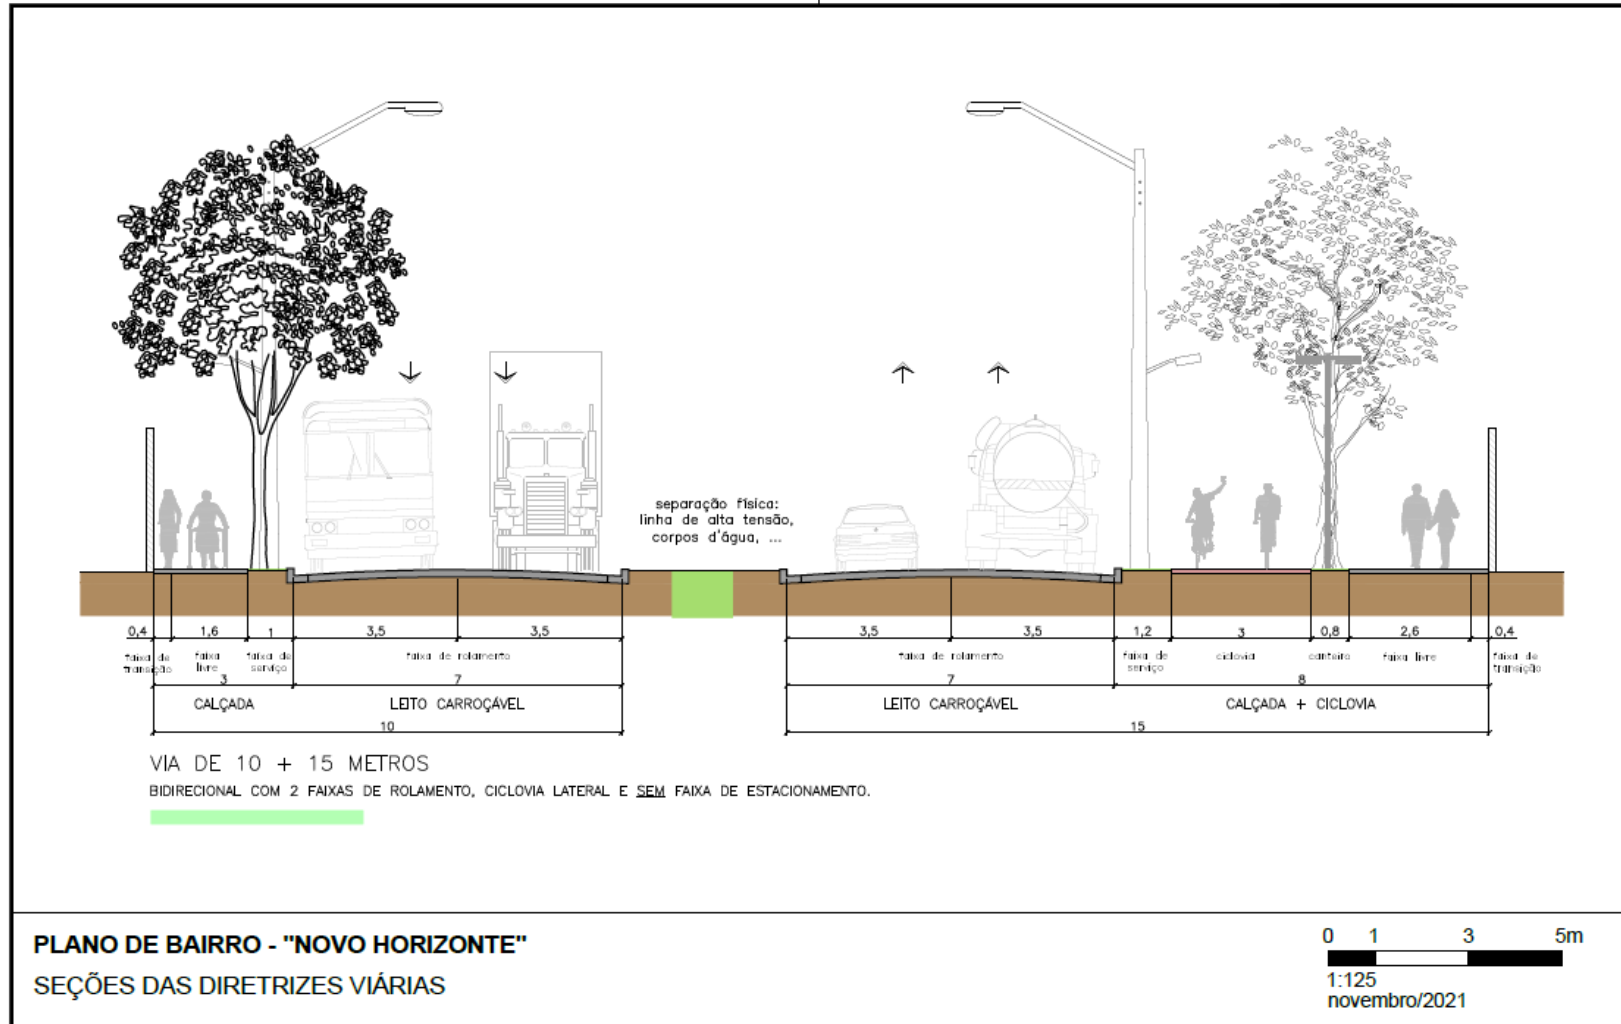 separação física:
linha de alta tensão,
corpos d'água, ...
0,4
1,6
1
3,5
3,5
3,5
3,5
1,2
3
0,8
2,6
0,4
faixa de
transição
faixa
livre
faixa de
serviço
faixa de rolamento
faixa de rolamento
faixa de
serviço
ciclovia
canteiro
faixa livre
faixa de
transição
3
7
7
8
CALÇADA
LEITO CARROÇÁVEL
LEITO CARROÇÁVEL
CALÇADA + CICLOVIA
10
15
VIA DE 10 + 15 METROS
BIDIRECIONAL COM 2 FAIXAS DE ROLAMENTO, CICLOVIA LATERAL E SEM FAIXA DE ESTACIONAMENTO.
PLANO DE BAIRRO - "NOVO HORIZONTE"
SEÇÕES DAS DIRETRIZES VIÁRIAS
0 1 3 5m
1:125
novembro/2021